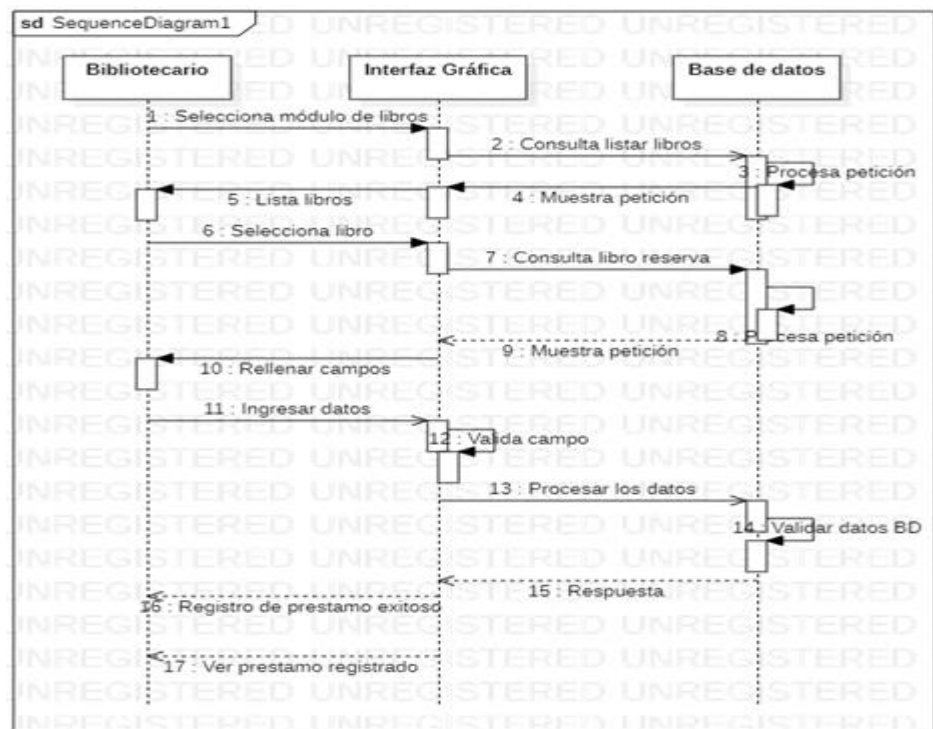 sd SequenceDiagram1
Bibliotecario
Interfaz Gráfica
Base de datos
1 : Selecciona módulo de libros
2 : Consulta listar libros
3 : Procesa petición
4 : Muestra petición
5 : Lista libros
6 : Selecciona libro
7 : Consulta libro reserva
8 : Procesa petición
9 : Muestra petición
10 : Rellenar campos
11 : Ingresar datos
12 : Valida campo
13 : Procesar los datos
14 : Validar datos BD
15 : Respuesta
16 : Registro de prestamo exitoso
17 : Ver prestamo registrado
UNREGISTERED